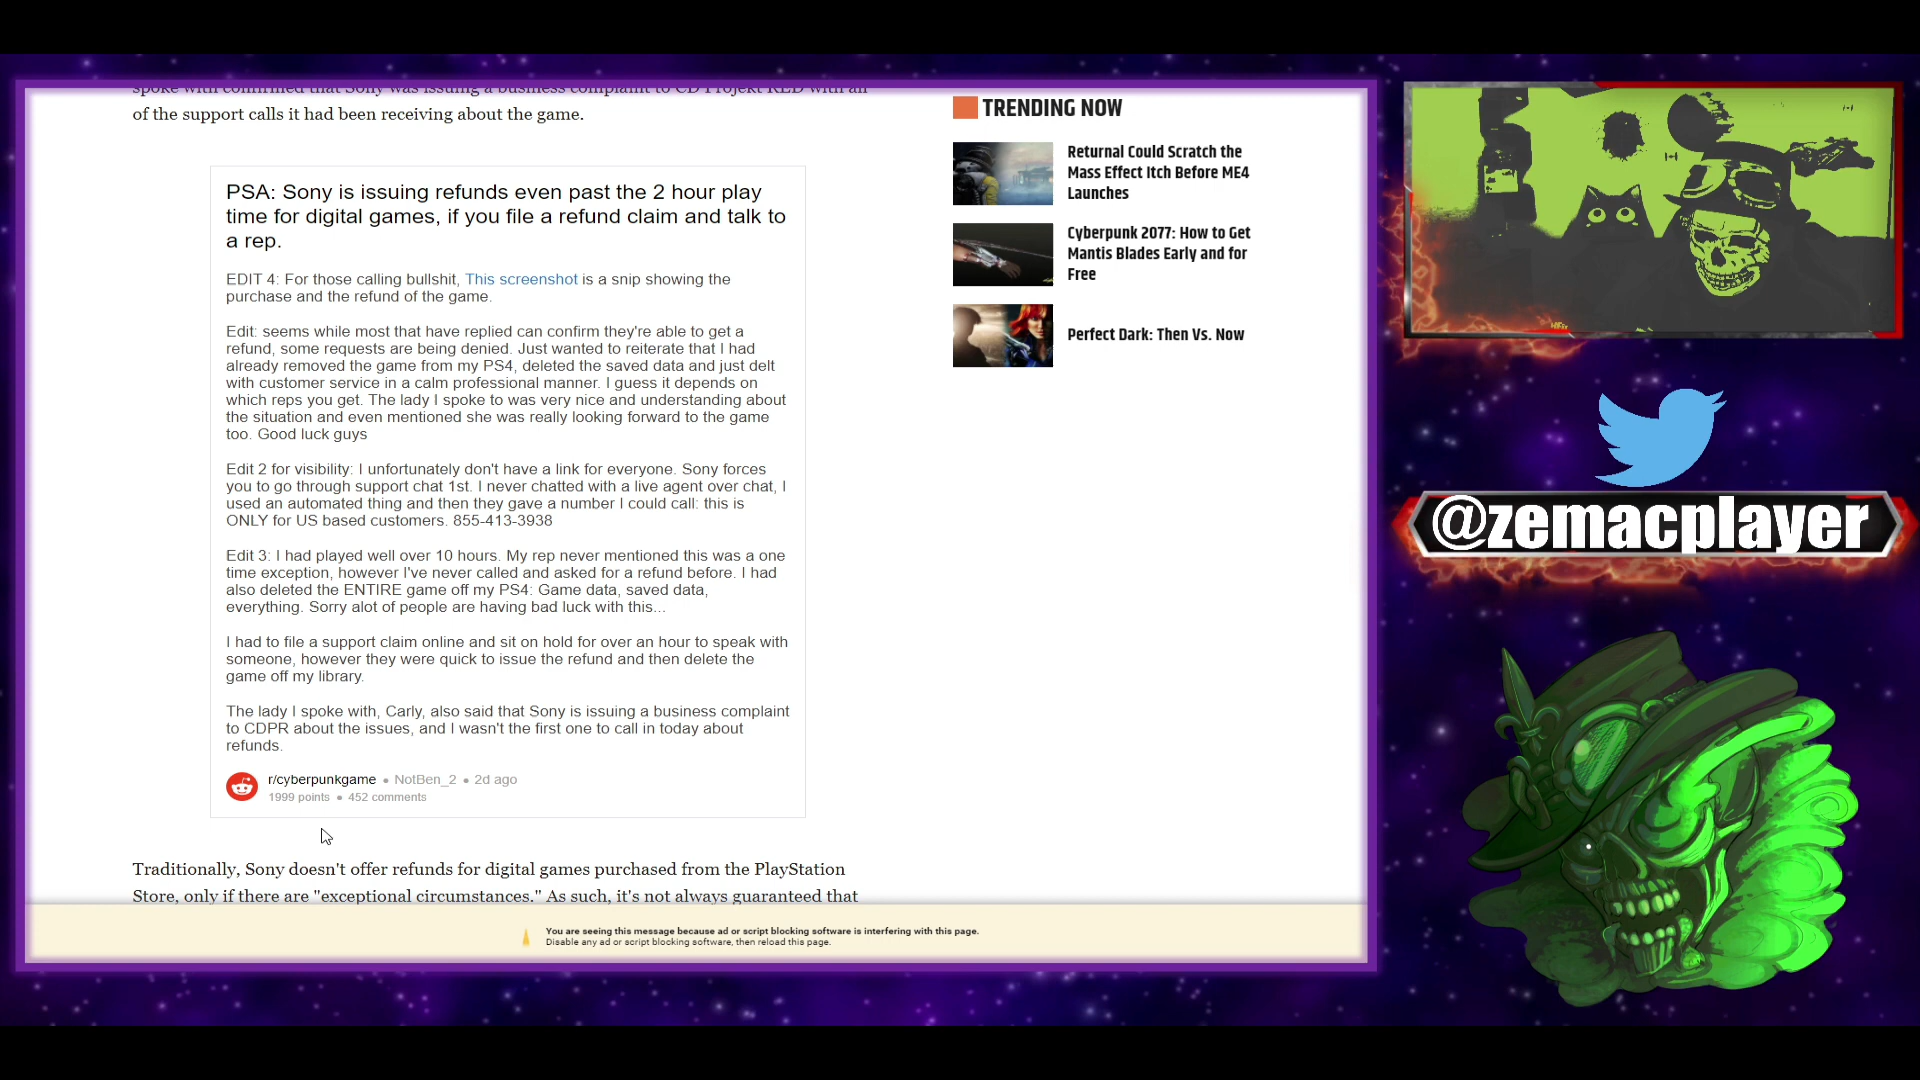 spoke with confirmed that Sony was issuing a business complaint to CD Projekt RED with all
of the support calls it had been receiving about the game.
PSA: Sony is issuing refunds even past the 2 hour play
time for digital games, if you file a refund claim and talk to
a rep.
EDIT 4: For those calling bullshit, This screenshot is a snip showing the
purchase and the refund of the game.
Edit: seems while most that have replied can confirm they're able to get a
refund, some requests are being denied. Just wanted to reiterate that I had
already removed the game from my PS4, deleted the saved data and just delt
with customer service in a calm professional manner. I guess it depends on
which reps you get. The lady I spoke to was very nice and understanding about
the situation and even mentioned she was really looking forward to the game
too. Good luck guys
Edit 2 for visibility: I unfortunately don't have a link for everyone. Sony forces
you to go through support chat 1st. I never chatted with a live agent over chat, I
used an automated thing and then they gave a number I could call: this is
ONLY for US based customers. 855-413-3938
Edit 3: I had played well over 10 hours. My rep never mentioned this was a one
time exception, however I've never called and asked for a refund before. I had
also deleted the ENTIRE game off my PS4: Game data, saved data,
everything. Sorry alot of people are having bad luck with this...
I had to file a support claim online and sit on hold for over an hour to speak with
someone, however they were quick to issue the refund and then delete the
game off my library.
The lady I spoke with, Carly, also said that Sony is issuing a business complaint
to CDPR about the issues, and I wasn't the first one to call in today about
refunds.
r/cyberpunkgame • NotBen_2 • 2d ago
1999 points • 452 comments
Traditionally, Sony doesn't offer refunds for digital games purchased from the PlayStation
Store, only if there are "exceptional circumstances." As such, it's not always guaranteed that
You are seeing this message because ad or script blocking software is interfering with this page.
Disable any ad or script blocking software, then reload this page.
TRENDING NOW
Returnal Could Scratch the
Mass Effect Itch Before ME4
Launches
Cyberpunk 2077: How to Get
Mantis Blades Early and for
Free
Perfect Dark: Then Vs. Now
@zemacplayer